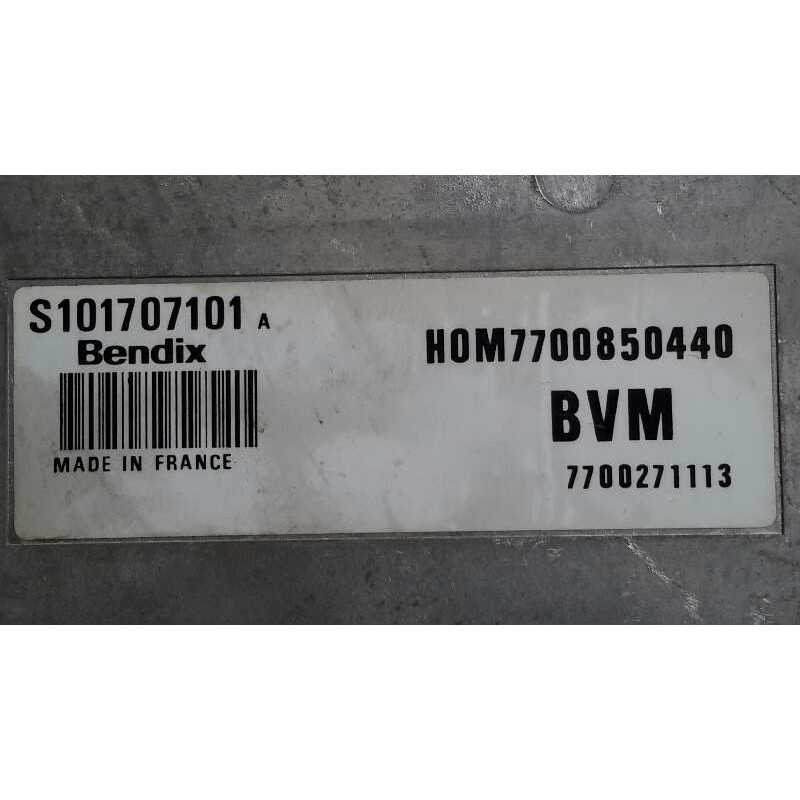 S101707101 A
Bendix
MADE IN FRANCE
HOM7700850440
BVM
7700271113